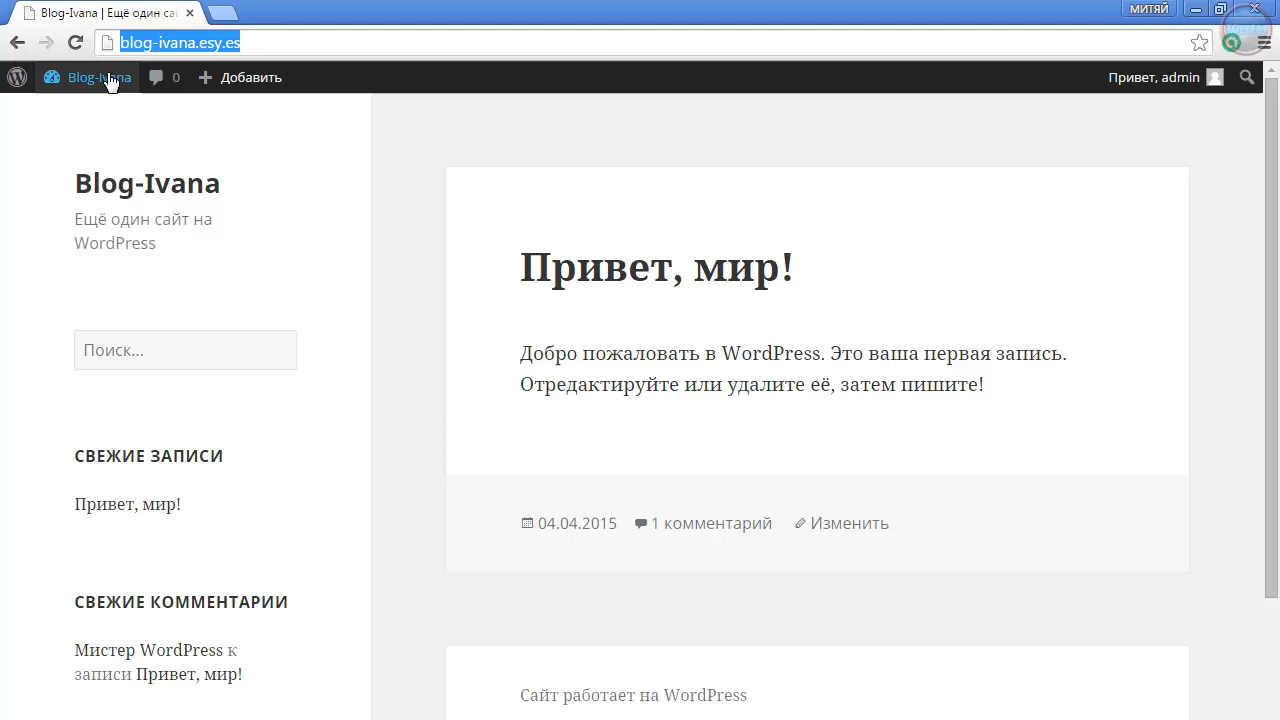 Blog-Ivana | Ещё один са
МИТЯЙ
blog-ivana.esy.es
Blog-Ivana 0 Добавить Привет, admin
Blog-Ivana
Ещё один сайт на
WordPress
Поиск…
СВЕЖИЕ ЗАПИСИ
Привет, мир!
СВЕЖИЕ КОММЕНТАРИИ
Мистер WordPress к
записи Привет, мир!
Привет, мир!
Добро пожаловать в WordPress. Это ваша первая запись.
Отредактируйте или удалите её, затем пишите!
04.04.2015 1 комментарий Изменить
Сайт работает на WordPress